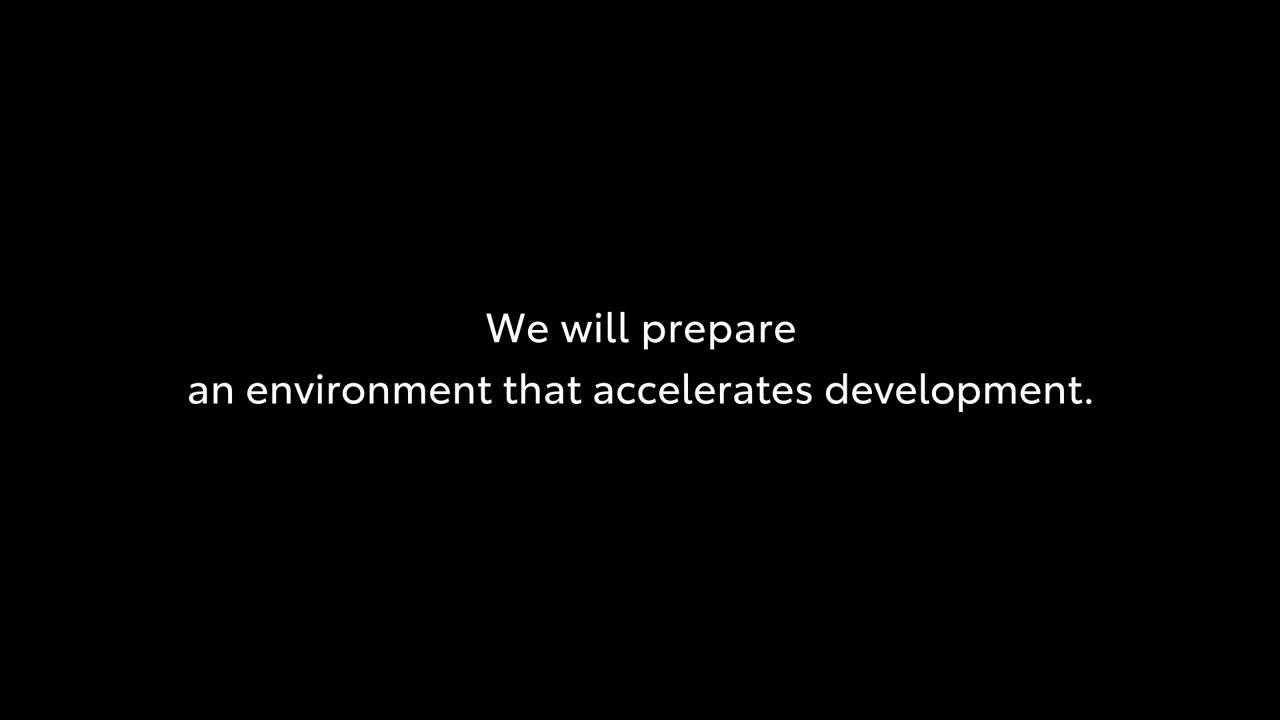 We will prepare
an environment that accelerates development.